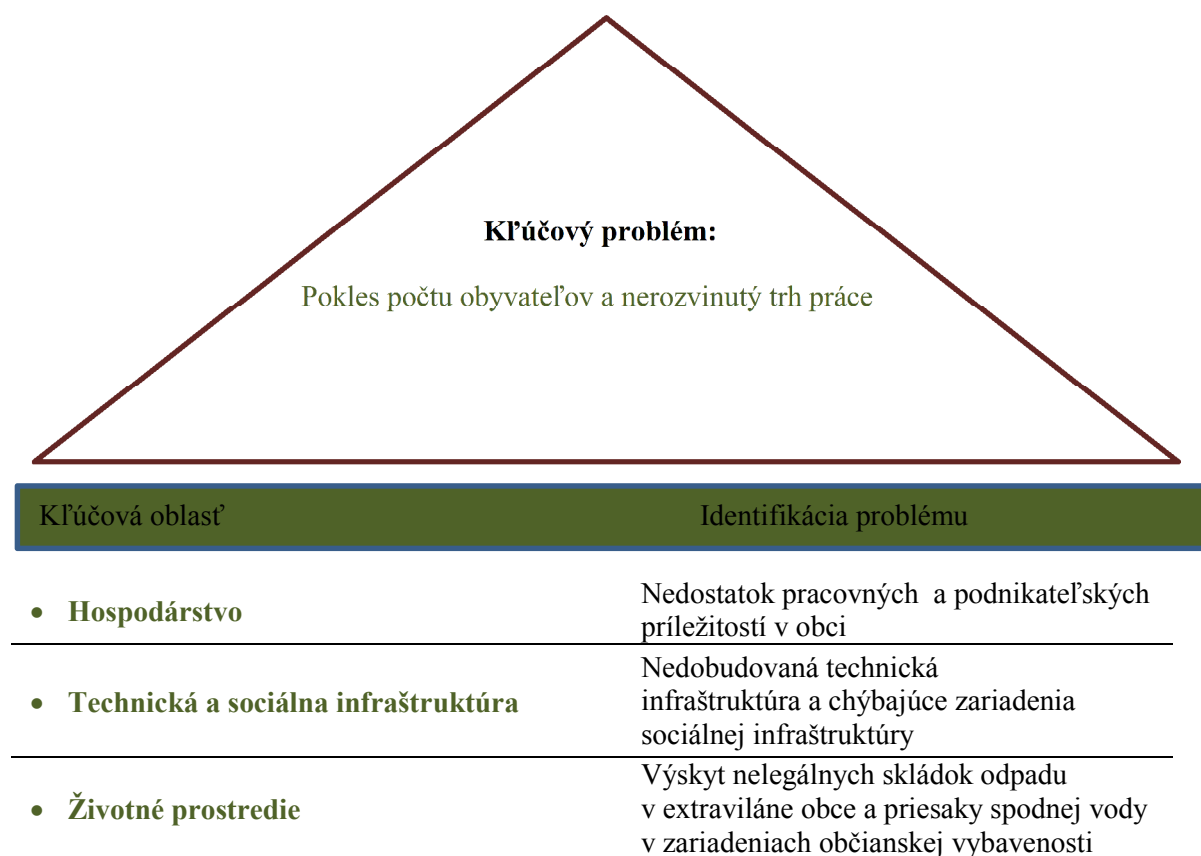 Kľúčový problém:
Pokles počtu obyvateľov a nerozvinutý trh práce
Kľúčová oblasť Identifikácia problému
• Hospodárstvo
Nedostatok pracovných a podnikateľských
príležitostí v obci
• Technická a sociálna infraštruktúra
Nedobudovaná technická
infraštruktúra a chýbajúce zariadenia
sociálnej infraštruktúry
• Životné prostredie
Výskyt nelegálnych skládok odpadu
v extraviláne obce a priesaky spodnej vody
v zariadeniach občianskej vybavenosti